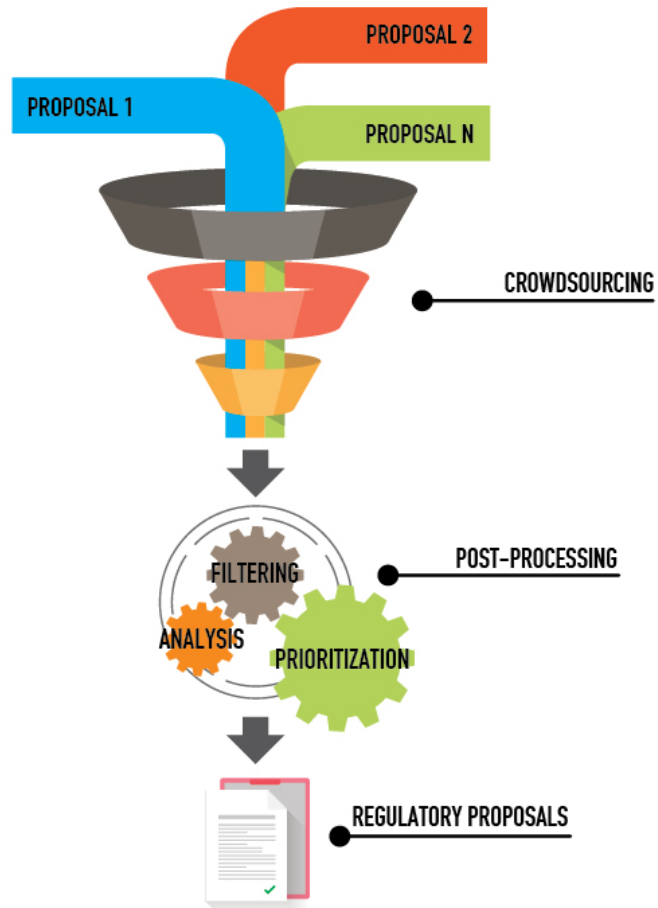 PROPOSAL 2
PROPOSAL 1
PROPOSAL N
CROWDSOURCING
POST-PROCESSING
FILTERING
ANALYSIS
PRIORITIZATION
REGULATORY PROPOSALS